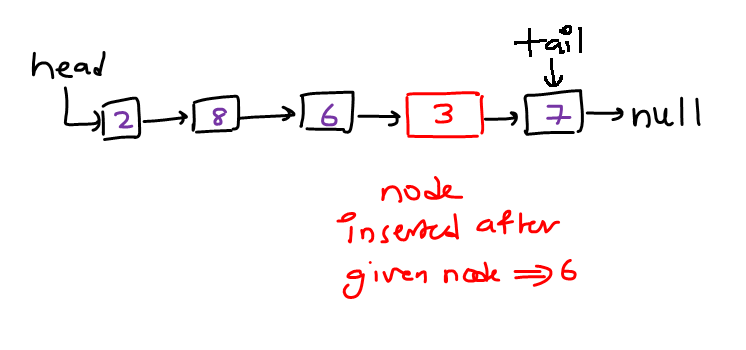 tail
head
2 8 6 3 7 null
node
inserted after
given node ⇒ 6